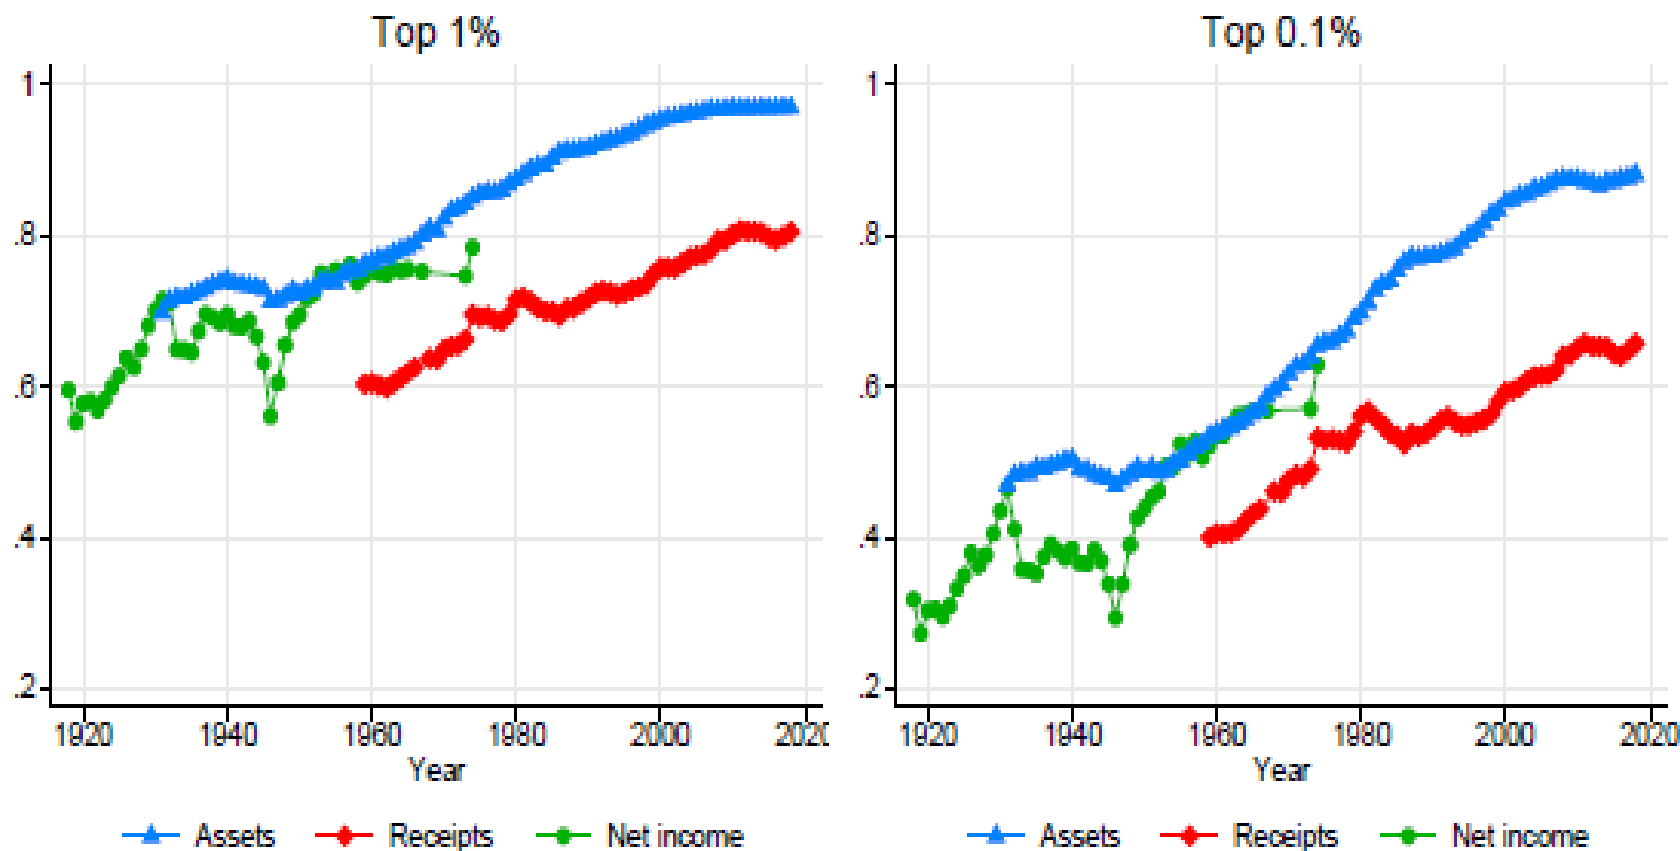 Top 1%
1
.8
.6
.4
.2
1920 1940 1960 1980 2000 202
Year
Assets Receipts Net income
Top 0.1%
1
.8
.6
.4
.2
1920 1940 1960 1980 2000 2020
Year
Assets Receipts Net income